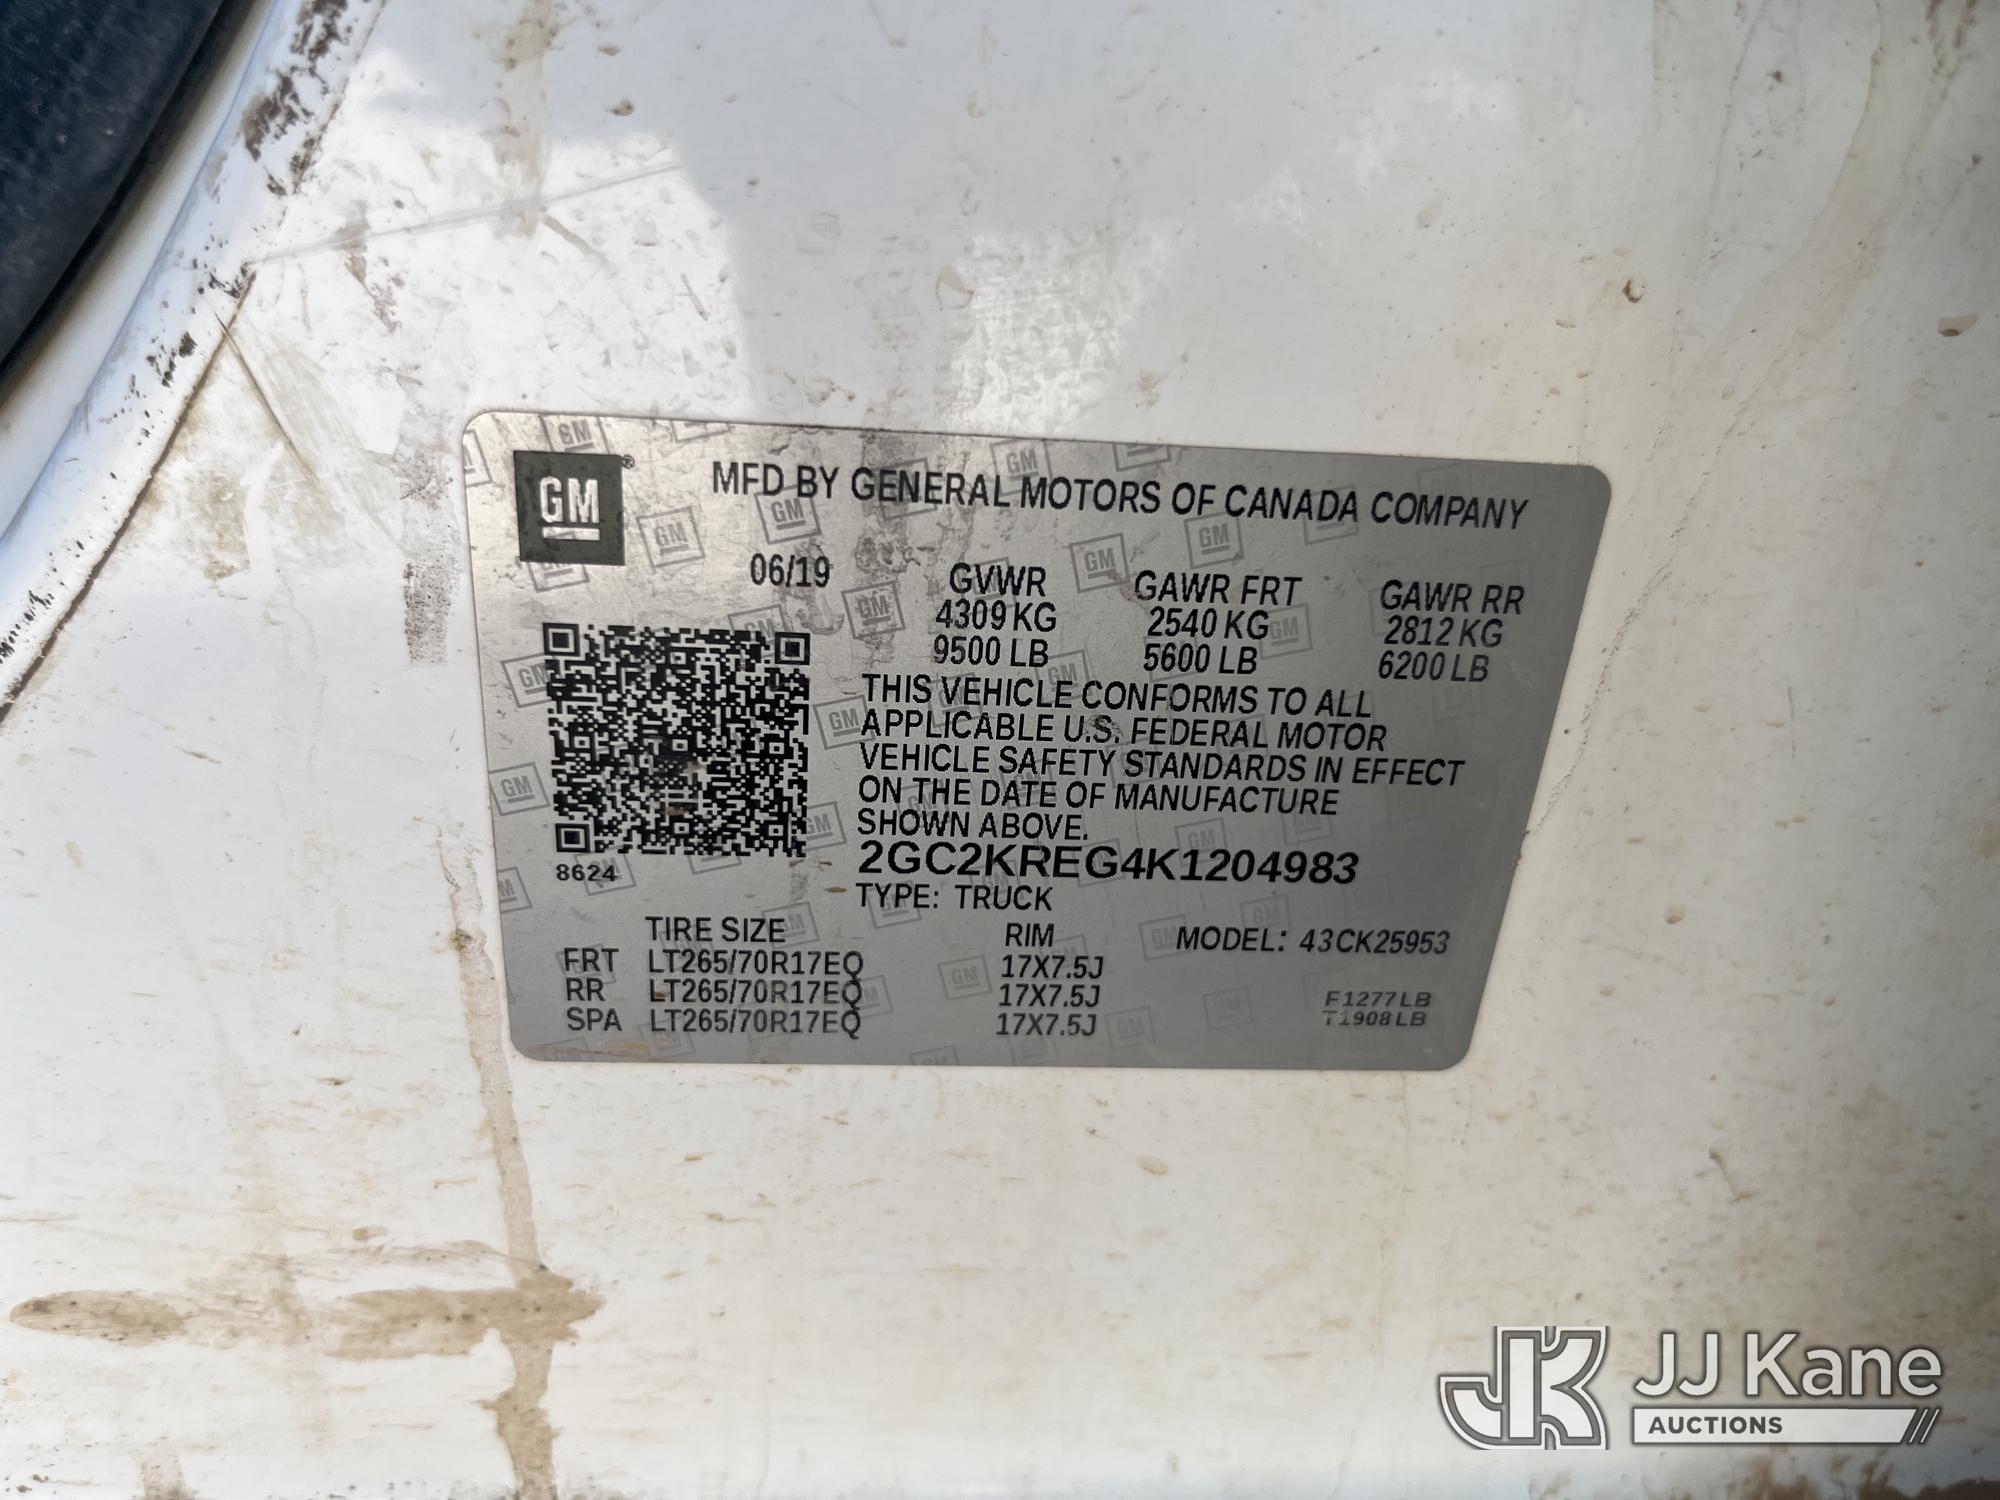 GM
MFD BY GENERAL MOTORS OF CANADA COMPANY
06/19
GVWR GAWR FRT GAWR RR
4309 KG 2540 KG 2812 KG
9500 LB 5600 LB 6200 LB
THIS VEHICLE CONFORMS TO ALL
APPLICABLE U.S. FEDERAL MOTOR
VEHICLE SAFETY STANDARDS IN EFFECT
ON THE DATE OF MANUFACTURE
SHOWN ABOVE.
8624
2GC2KREG4K1204983
TYPE: TRUCK
TIRE SIZE RIM MODEL: 43CK25953
FRT LT265/70R17EQ 17X7.5J
RR LT265/70R17EQ 17X7.5J F1277LB
SPA LT265/70R17EQ 17X7.5J T1908LB
JK JJ Kane
AUCTIONS